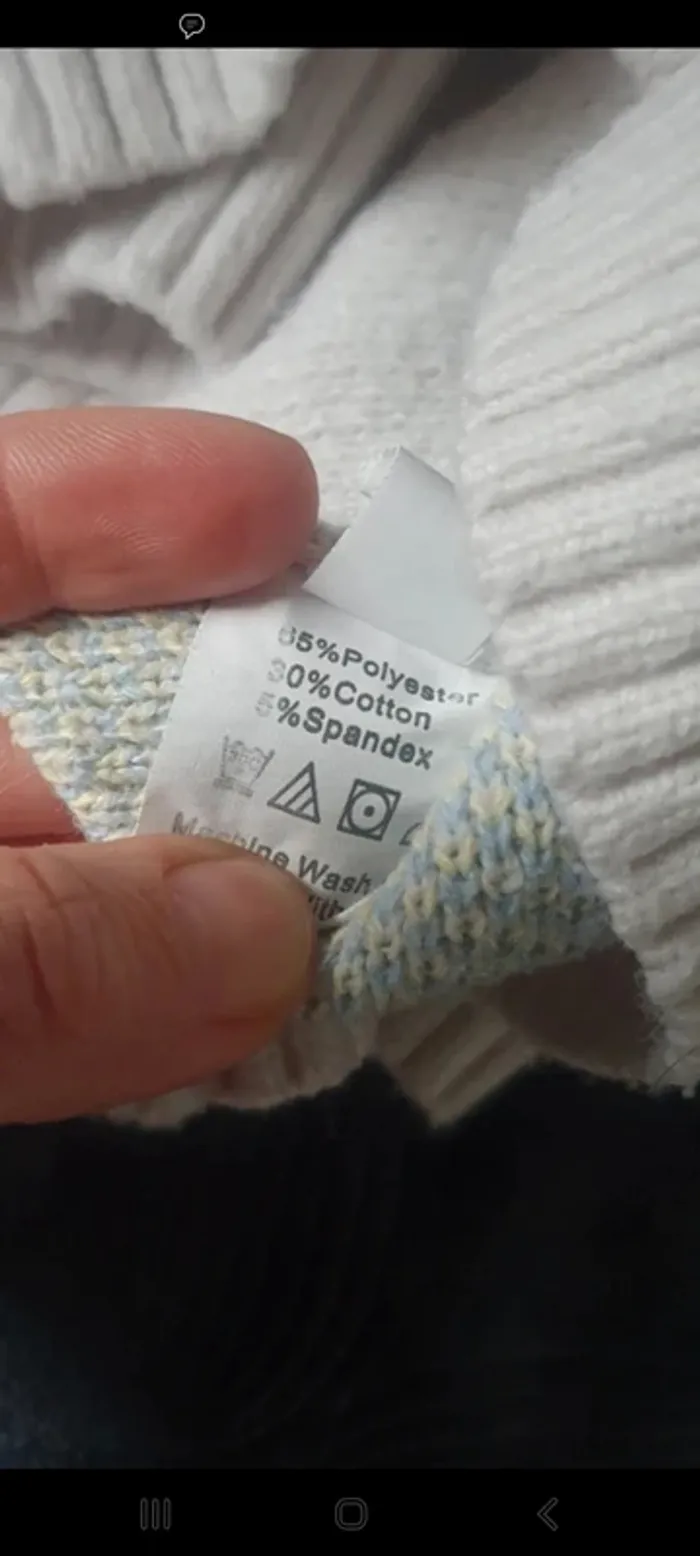 65%Polyester
30%Cotton
5%Spandex
Machine Wash